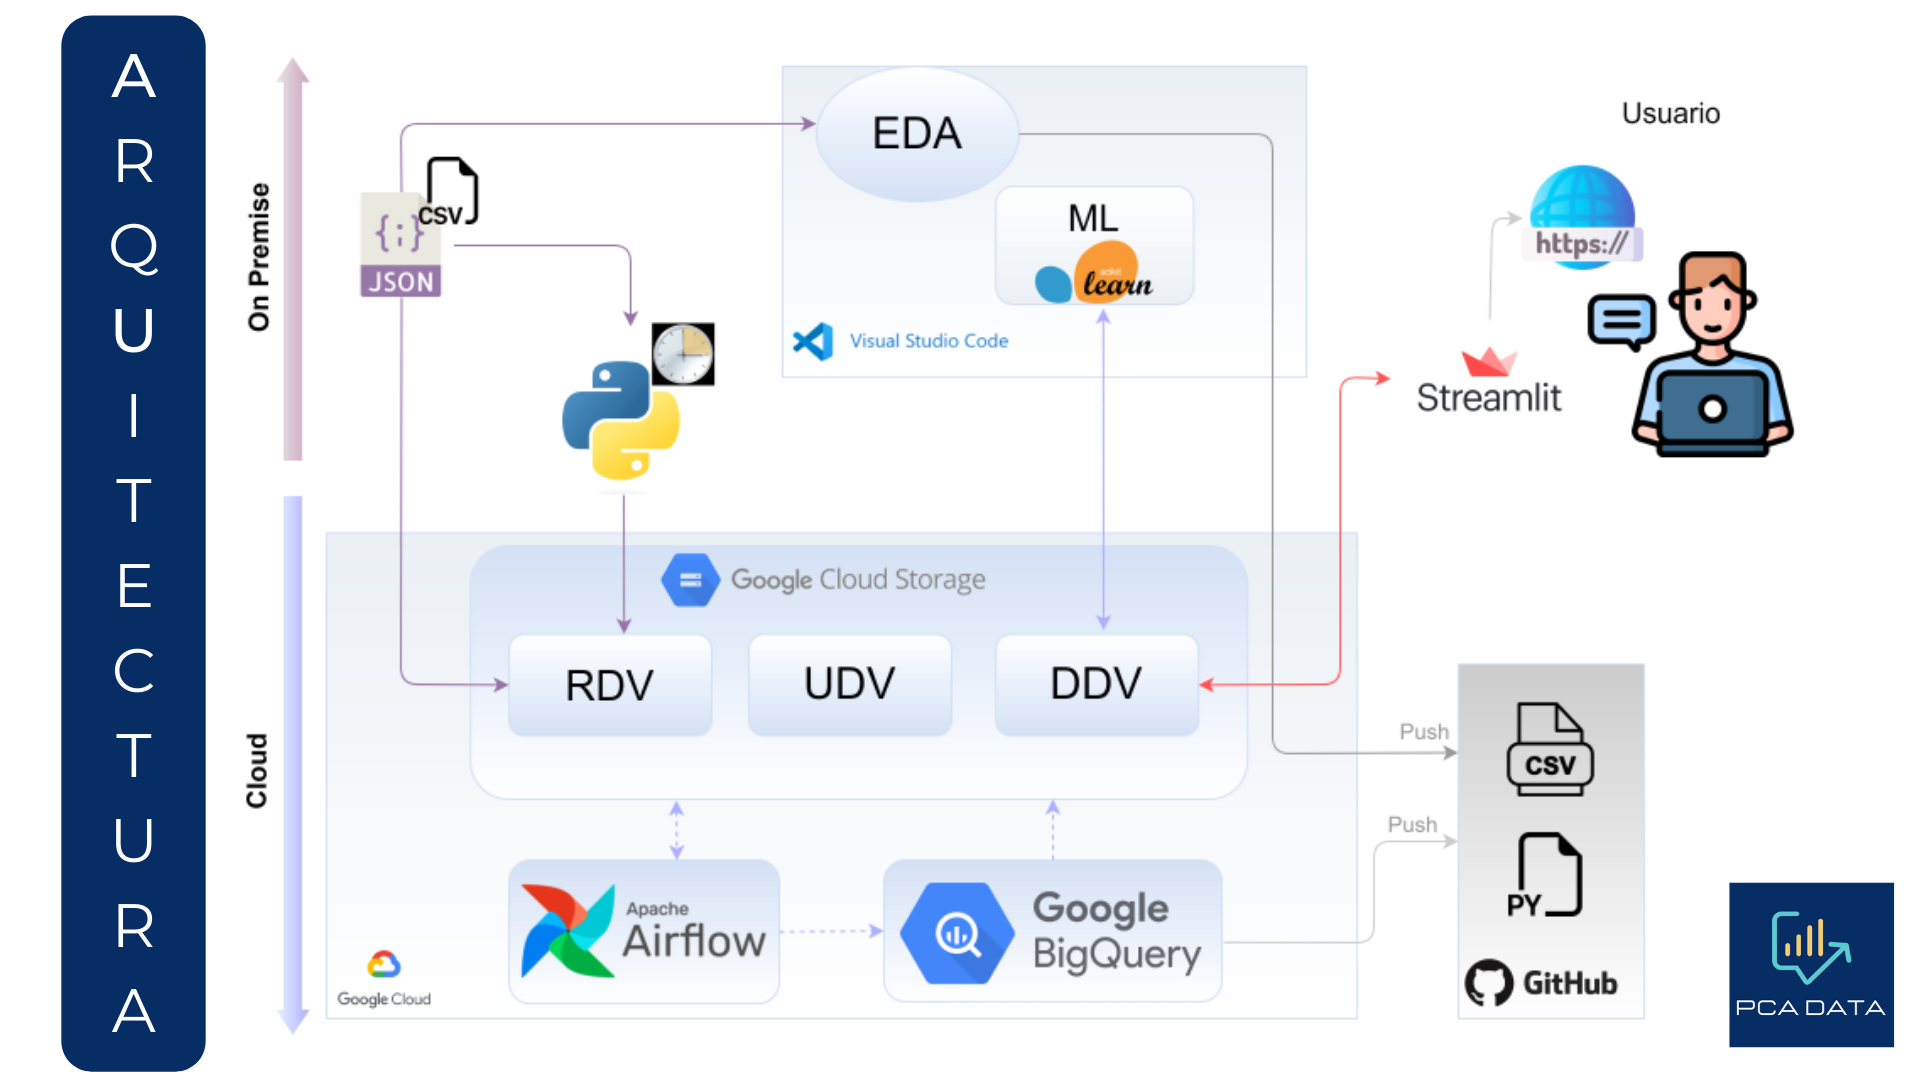 ARQUITECTURA
On Premise
Cloud
CSV
{;}
JSON
EDA
ML
scikit
learn
Visual Studio Code
Usuario
https://
Streamlit
Google Cloud Storage
RDV
UDV
DDV
Push
Push
CSV
PY
GitHub
Apache
Airflow
Google
BigQuery
Google Cloud
PCA DATA